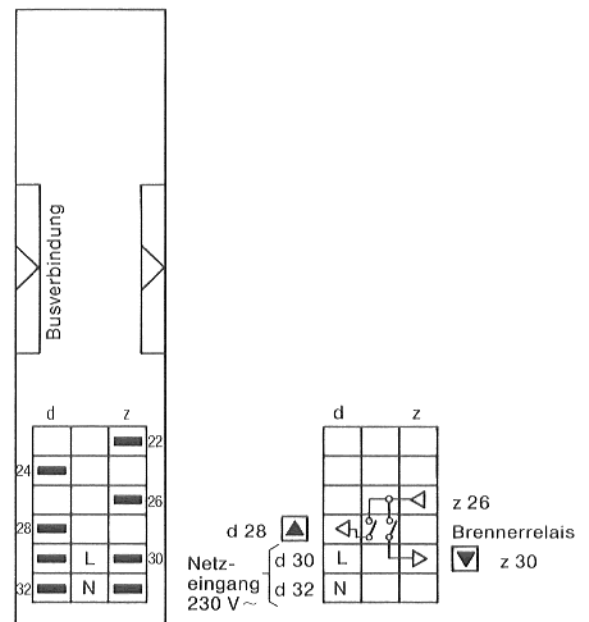 Busverbindung
d z
22
24
26
28
L 30
32 N
d z
z 26
d 28 Brennerrelais
Netz- d 30 L z 30
eingang d 32 N
230 V~